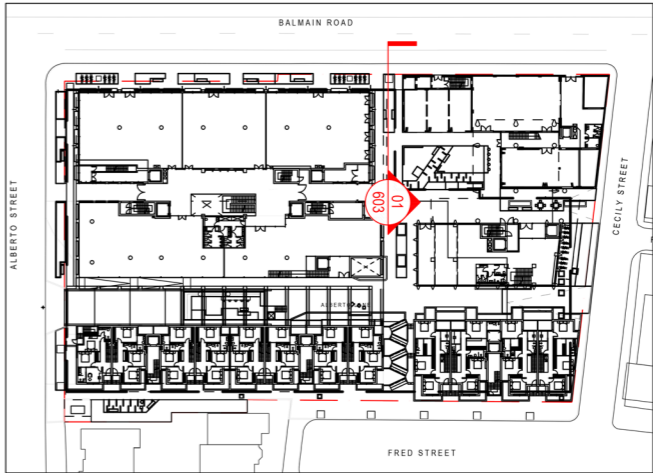 BALMAIN ROAD
ALBERTO STREET
CECILY STREET
01
603
FRED STREET